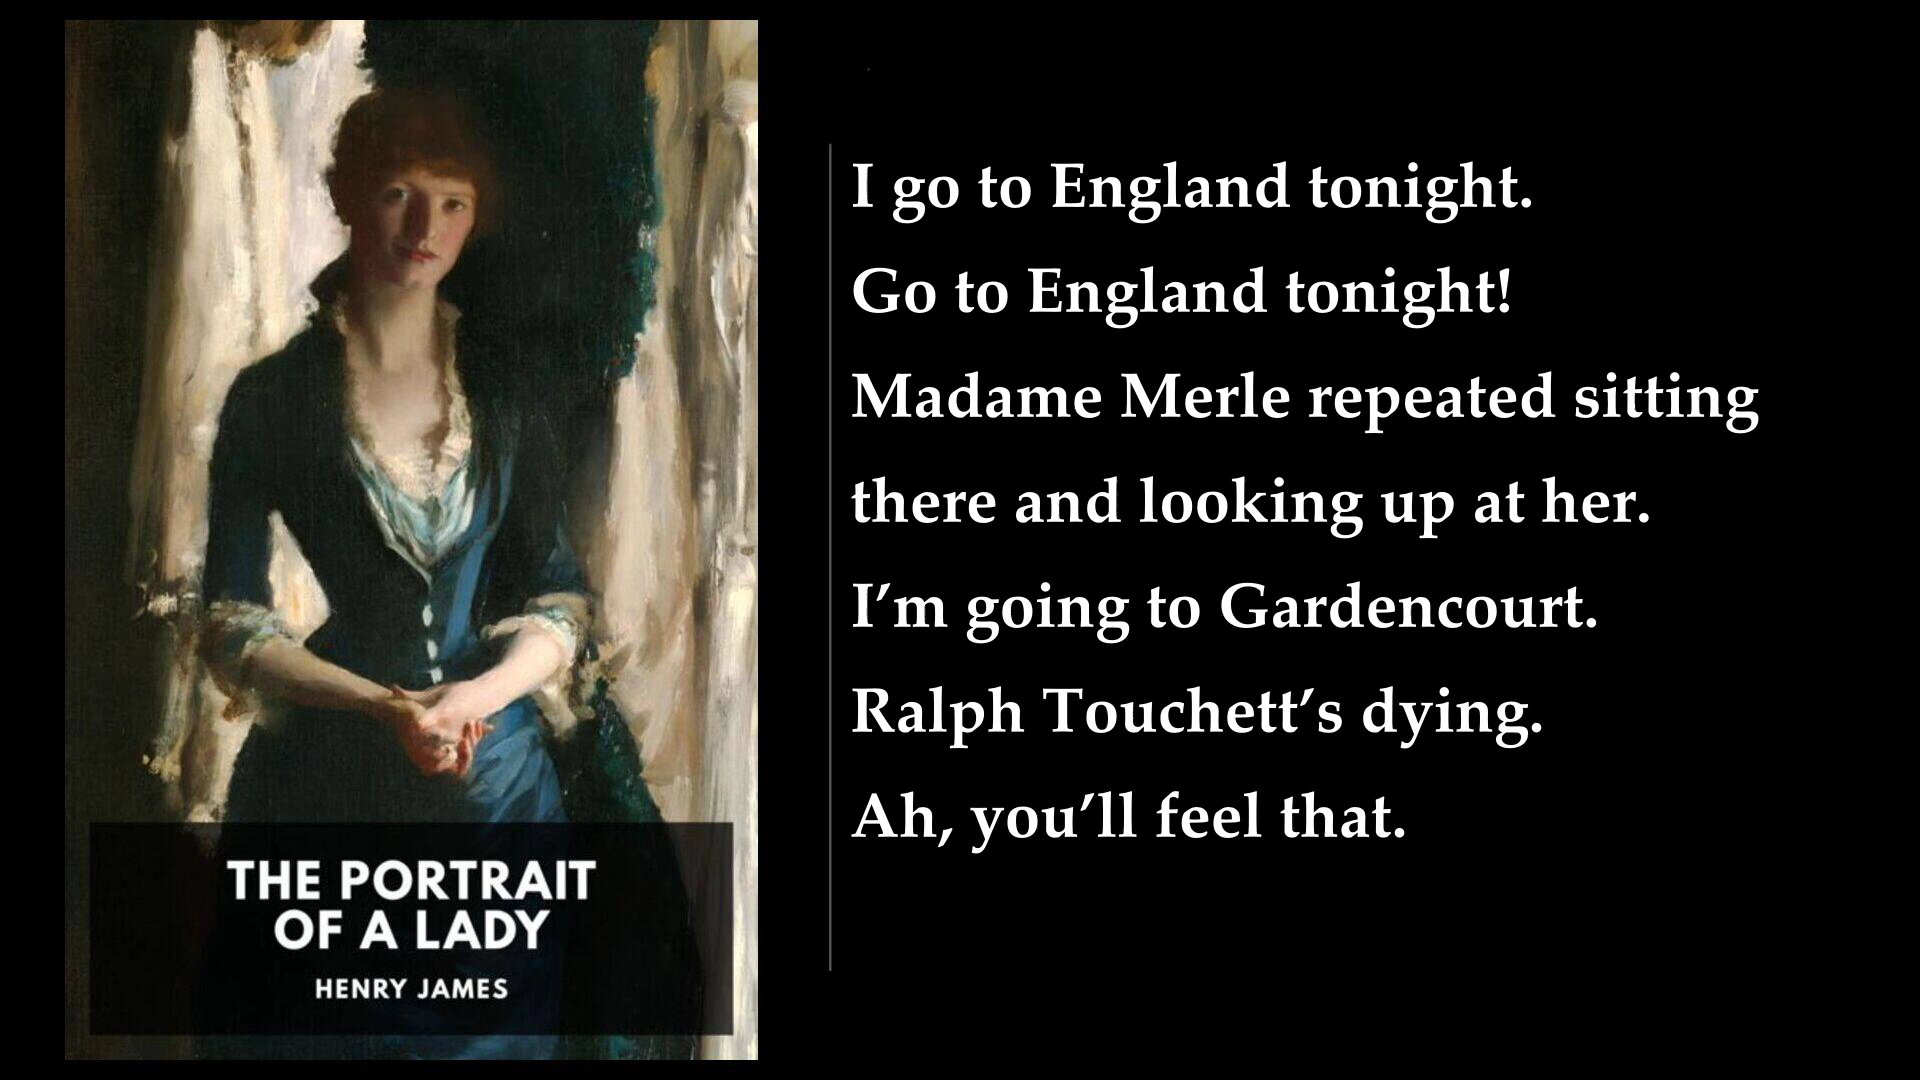 THE PORTRAIT
OF A LADY
HENRY JAMES
I go to England tonight.
Go to England tonight!
Madame Merle repeated sitting
there and looking up at her.
I’m going to Gardencourt.
Ralph Touchett’s dying.
Ah, you’ll feel that.